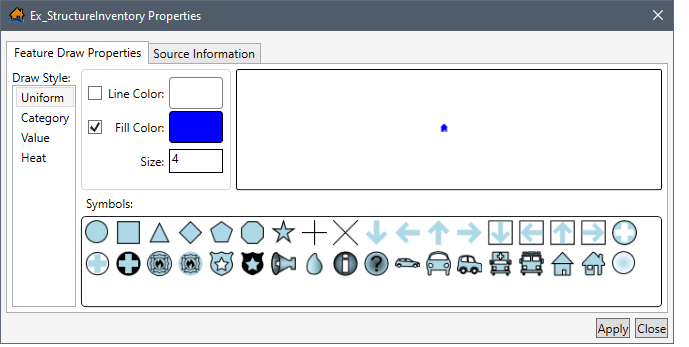 Ex_StructureInventory Properties
Feature Draw Properties
Source Information
Draw Style:
Uniform
Category
Value
Heat
Line Color:
Fill Color:
Size:
4
Symbols:
Apply
Close